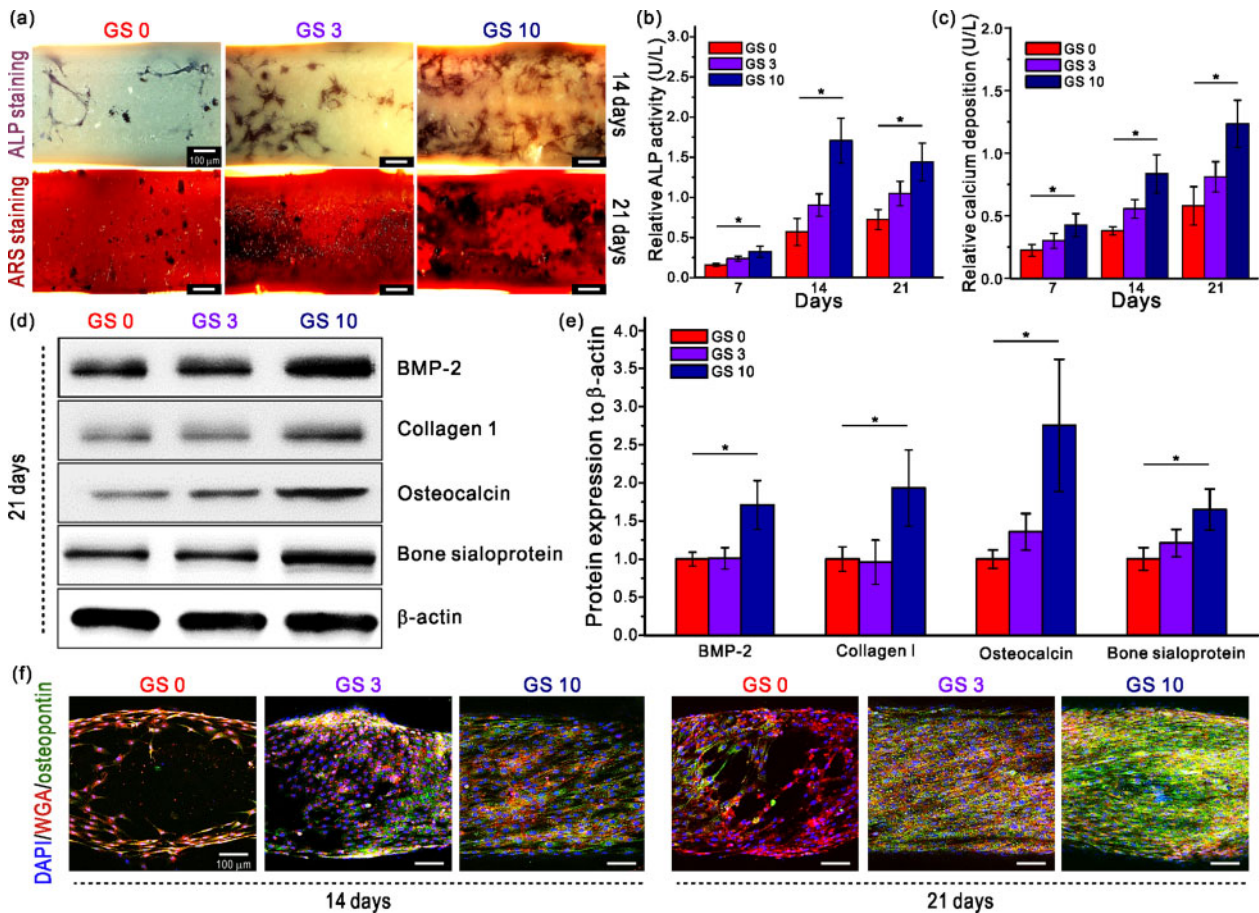 (a)
GS 0
GS 3
GS 10
ALP staining
14 days
100 μm
ARS staining
21 days
(b)
Relative ALP activity (U/L)
3.0
2.5
2.0
1.5
1.0
0.5
0.0
GS 0
GS 3
GS 10
*
*
*
7
14
21
Days
(c)
Relative calcium deposition (U/L)
2.0
1.5
1.0
0.5
0.0
GS 0
GS 3
GS 10
*
*
*
7
14
21
Days
(d)
GS 0
GS 3
GS 10
21 days
BMP-2
Collagen 1
Osteocalcin
Bone sialoprotein
β-actin
(e)
Protein expression to β-actin
4.0
3.5
3.0
2.5
2.0
1.5
1.0
0.5
0.0
GS 0
GS 3
GS 10
*
*
*
*
BMP-2
Collagen I
Osteocalcin
Bone sialoprotein
(f)
GS 0
GS 3
GS 10
GS 0
GS 3
GS 10
DAPI/WGA/osteopontin
100 μm
14 days
21 days